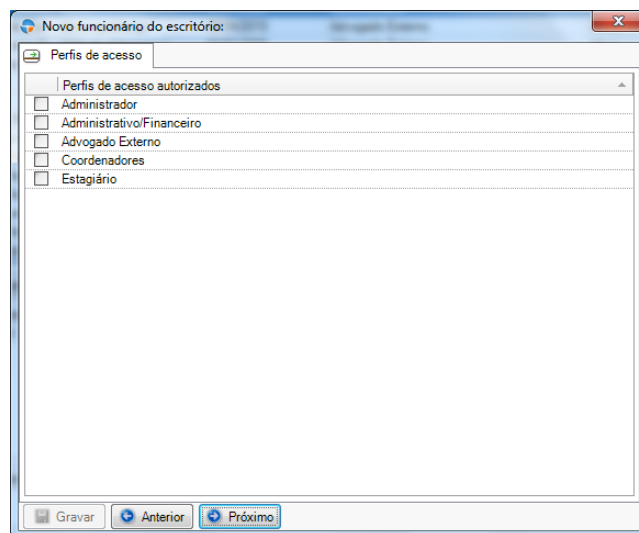 Novo funcionário do escritório:
Perfis de acesso
Perfis de acesso autorizados
Administrador
Administrativo/Financeiro
Advogado Externo
Coordenadores
Estagiário
Gravar Anterior Próximo